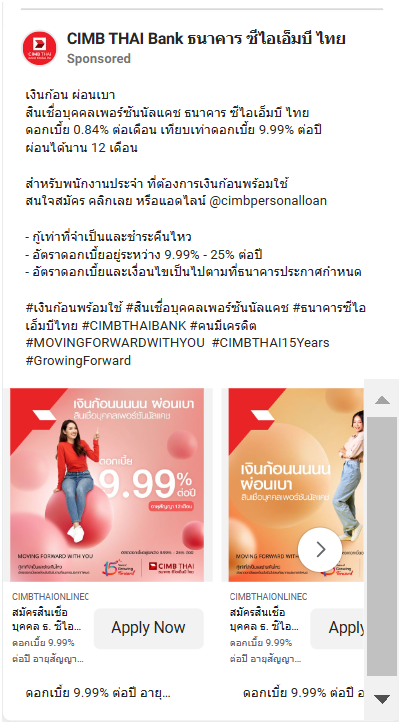 CIMB THAI Bank ธนาคาร ซีไอเอ็มบี ไทย
Sponsored
เงินก้อน ผ่อนเบา
สินเชื่อบุคคลเพอร์ซันนัลแคช ธนาคาร ซีไอเอ็มบี ไทย
ดอกเบี้ย 0.84% ต่อเดือน เทียบเท่าดอกเบี้ย 9.99% ต่อปี
ผ่อนได้นาน 12 เดือน
สำหรับพนักงานประจำ ที่ต้องการเงินก้อนพร้อมใช้
สนใจสมัคร คลิกเลย หรือแอดไลน์ @cimbpersonalloan
- กู้เท่าที่จำเป็นและชำระคืนไหว
- อัตราดอกเบี้ยอยู่ระหว่าง 9.99% - 25% ต่อปี
- อัตราดอกเบี้ยและเงื่อนไขเป็นไปตามที่ธนาคารประกาศกำหนด
#เงินก้อนพร้อมใช้ #สินเชื่อบุคคลเพอร์ซันนัลแคช #ธนาคารซีไอ
เอ็มบีไทย #CIMBTHAIBANK #คนมีเครดิต
#MOVINGFORWARDWITHYOU #CIMBTHAI15Years
#GrowingForward
เงินก้อนนนนน ผ่อนเบา
สินเชื่อบุคคลเพอร์ซันนัลแคช
ดอกเบี้ย
9.99% ต่อปี
อายุสัญญา 12 เดือน
MOVING FORWARD WITH YOU
CIMB THAI
เงินก้อนนนนน
ผ่อนเบา
สินเชื่อบุคคลเพอร์ซันนัลแคช
MOVING FORWARD WITH YOU
CIMBTHAIONLINEC
สมัครสินเชื่อ
บุคคล ธ. ซีไอ...
ดอกเบี้ย 9.99%
ต่อปี อายุสัญญา...
Apply Now
ดอกเบี้ย 9.99% ต่อปี อายุ...
CIMBTHAIONLINEC
สมัครสินเชื่อ
บุคคล ธ. ซีไอ...
ดอกเบี้ย 9.99%
ต่อปี อายุสัญญา...
Apply
ดอกเบี้ย 9.99% ต่อปี อ